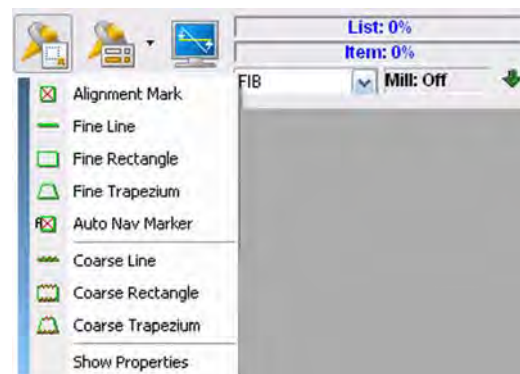 List: 0%
Item: 0%
FIB Mill: Off
Alignment Mark
Fine Line
Fine Rectangle
Fine Trapezium
Auto Nav Marker
Coarse Line
Coarse Rectangle
Coarse Trapezium
Show Properties